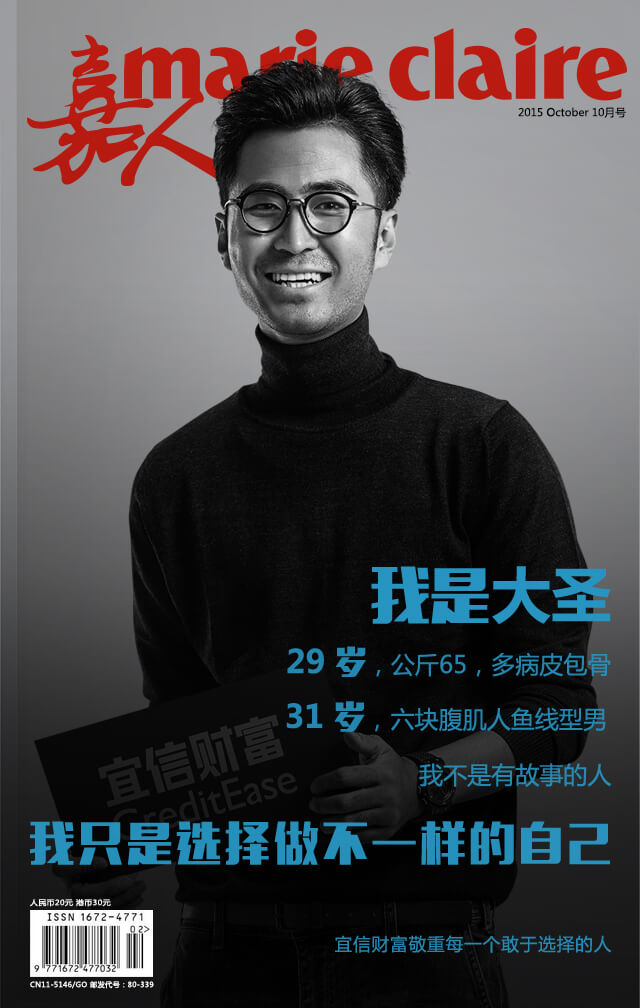 嘉人marie claire
2015 October 10月号
我是大圣
29 岁，公斤65，多病皮包骨
31 岁，六块腹肌人鱼线型男
宜信财富
CreditEase
我不是有故事的人
我只是选择做不一样的自己
人民币20元 港币30元
ISSN 1672-4771
02>
9 771672 477032
CN11-5146/GO 邮发代号：80-339
宜信财富敬重每一个敢于选择的人